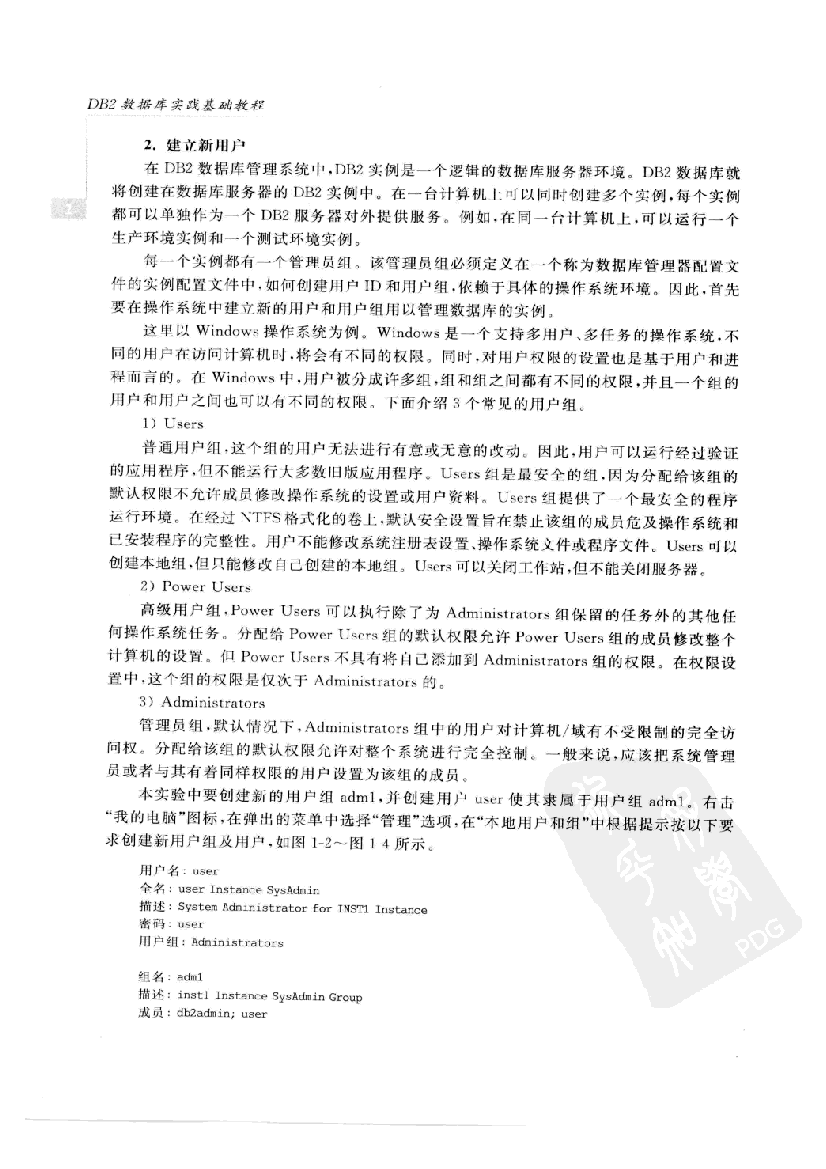 DB2 数据库实践基础教程
2
2. 建立新用户
在 DB2 数据库管理系统中,DB2 实例是一个逻辑的数据库服务器环境。DB2 数据库就
将创建在数据库服务器的 DB2 实例中。在一台计算机上可以同时创建多个实例,每个实例
都可以单独作为一个 DB2 服务器对外提供服务。例如,在同一台计算机上,可以运行一个
生产环境实例和一个测试环境实例。
每一个实例都有一个管理员组。该管理员组必须定义在一个称为数据库管理器配置文
件的实例配置文件中,如何创建用户 ID 和用户组,依赖于具体的操作系统环境。因此,首先
要在操作系统中建立新的用户和用户组用以管理数据库的实例。
这里以 Windows 操作系统为例。Windows 是一个支持多用户、多任务的操作系统,不
同的用户在访问计算机时,将会有不同的权限。同时,对用户权限的设置也是基于用户和进
程而言的。在 Windows 中,用户被分成许多组,组和组之间都有不同的权限,并且一个组的
用户和用户之间也可以有不同的权限。下面介绍 3 个常见的用户组。
1) Users
普通用户组,这个组的用户无法进行有意或无意的改动。因此,用户可以运行经过验证
的应用程序,但不能运行大多数旧版应用程序。Users 组是最安全的组,因为分配给该组的
默认权限不允许成员修改操作系统的设置或用户资料。Users 组提供了一个最安全的程序
运行环境。在经过 NTFS 格式化的卷上,默认安全设置旨在禁止该组的成员危及操作系统和
已安装程序的完整性。用户不能修改系统注册表设置、操作系统文件或程序文件。Users 可以
创建本地组,但只能修改自己创建的本地组。Users 可以关闭工作站,但不能关闭服务器。
2) Power Users
高级用户组,Power Users 可以执行除了为 Administrators 组保留的任务外的其他任
何操作系统任务。分配给 Power Users 组的默认权限允许 Power Users 组的成员修改整个
计算机的设置。但 Power Users 不具有将自己添加到 Administrators 组的权限。在权限设
置中,这个组的权限是仅次于 Administrators 的。
3) Administrators
管理员组,默认情况下,Administrators 组中的用户对计算机/域有不受限制的完全访
问权。分配给该组的默认权限允许对整个系统进行完全控制。一般来说,应该把系统管理
员或者与其有着同样权限的用户设置为该组的成员。
本实验中要创建新的用户组 adm1,并创建用户 user 使其隶属于用户组 adm1。右击
“我的电脑”图标,在弹出的菜单中选择“管理”选项,在“本地用户和组”中根据提示按以下要
求创建新用户组及用户,如图 1-2~图 1-4 所示。
用户名: user
全名: user Instance SysAdmin
描述: System Administrator for INST1 Instance
密码: user
用户组: Administrators
组名: adm1
描述: inst1 Instance SysAdmin Group
成员: db2admin; user
PDG